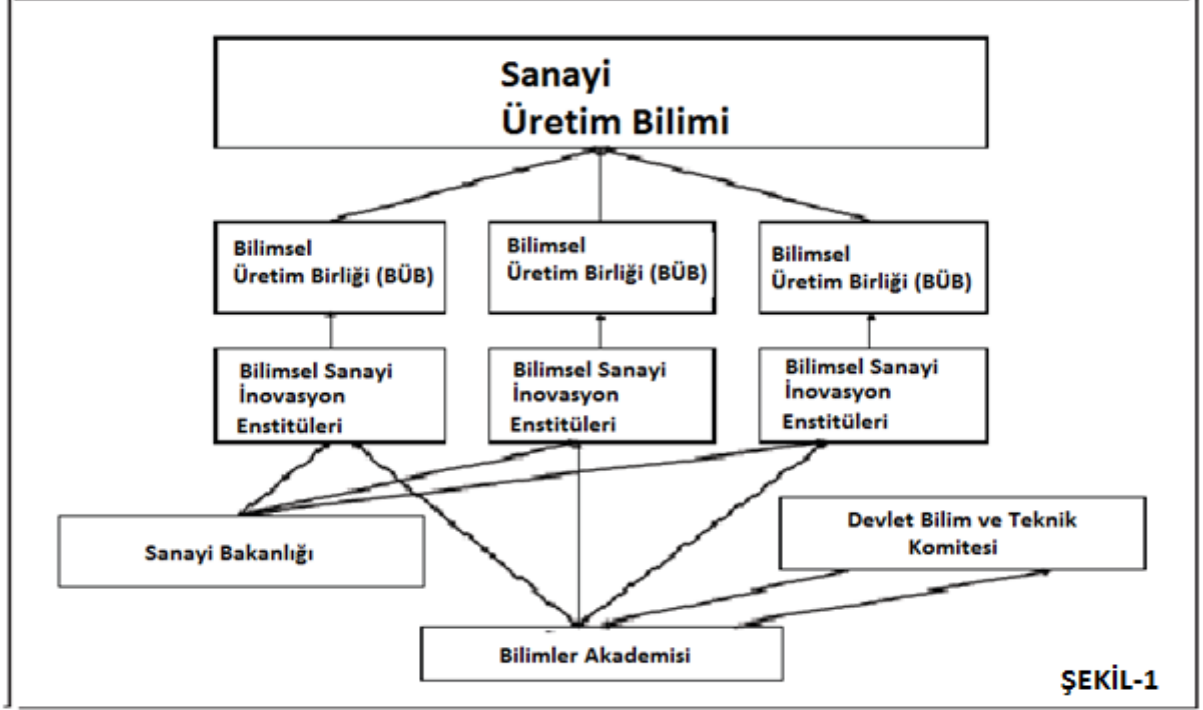 Sanayi
Üretim Bilimi
Bilimsel
Üretim Birliği (BÜB)
Bilimsel
Üretim Birliği (BÜB)
Bilimsel
Üretim Birliği (BÜB)
Bilimsel Sanayi
İnovasyon
Enstitüleri
Bilimsel Sanayi
İnovasyon
Enstitüleri
Bilimsel Sanayi
İnovasyon
Enstitüleri
Sanayi Bakanlığı
Devlet Bilim ve Teknik
Komitesi
Bilimler Akademisi
ŞEKİL-1